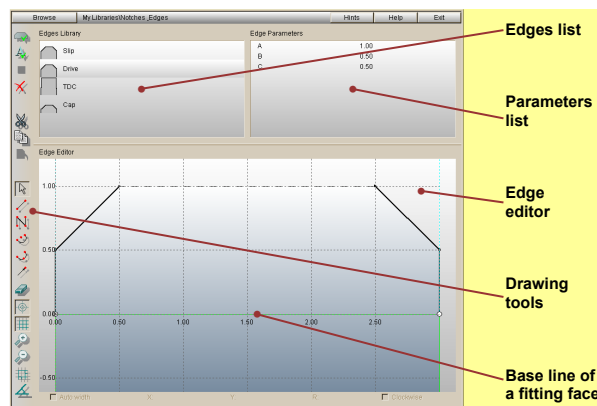 Browse My Libraries\Notches _Edges Hints Help Exit
Edges Library
Edge Parameters
Slip
Drive
TDC
Cap
A 1.00
B 0.50
C 0.50
Edges list
Parameters
list
Edge Editor
1.00
0.50
0.00
-0.50
0.00 0.50 1.00 1.50 2.00 2.50
Edge
editor
Drawing
tools
Base line of
a fitting face
Auto width X: Y: R: Clockwise